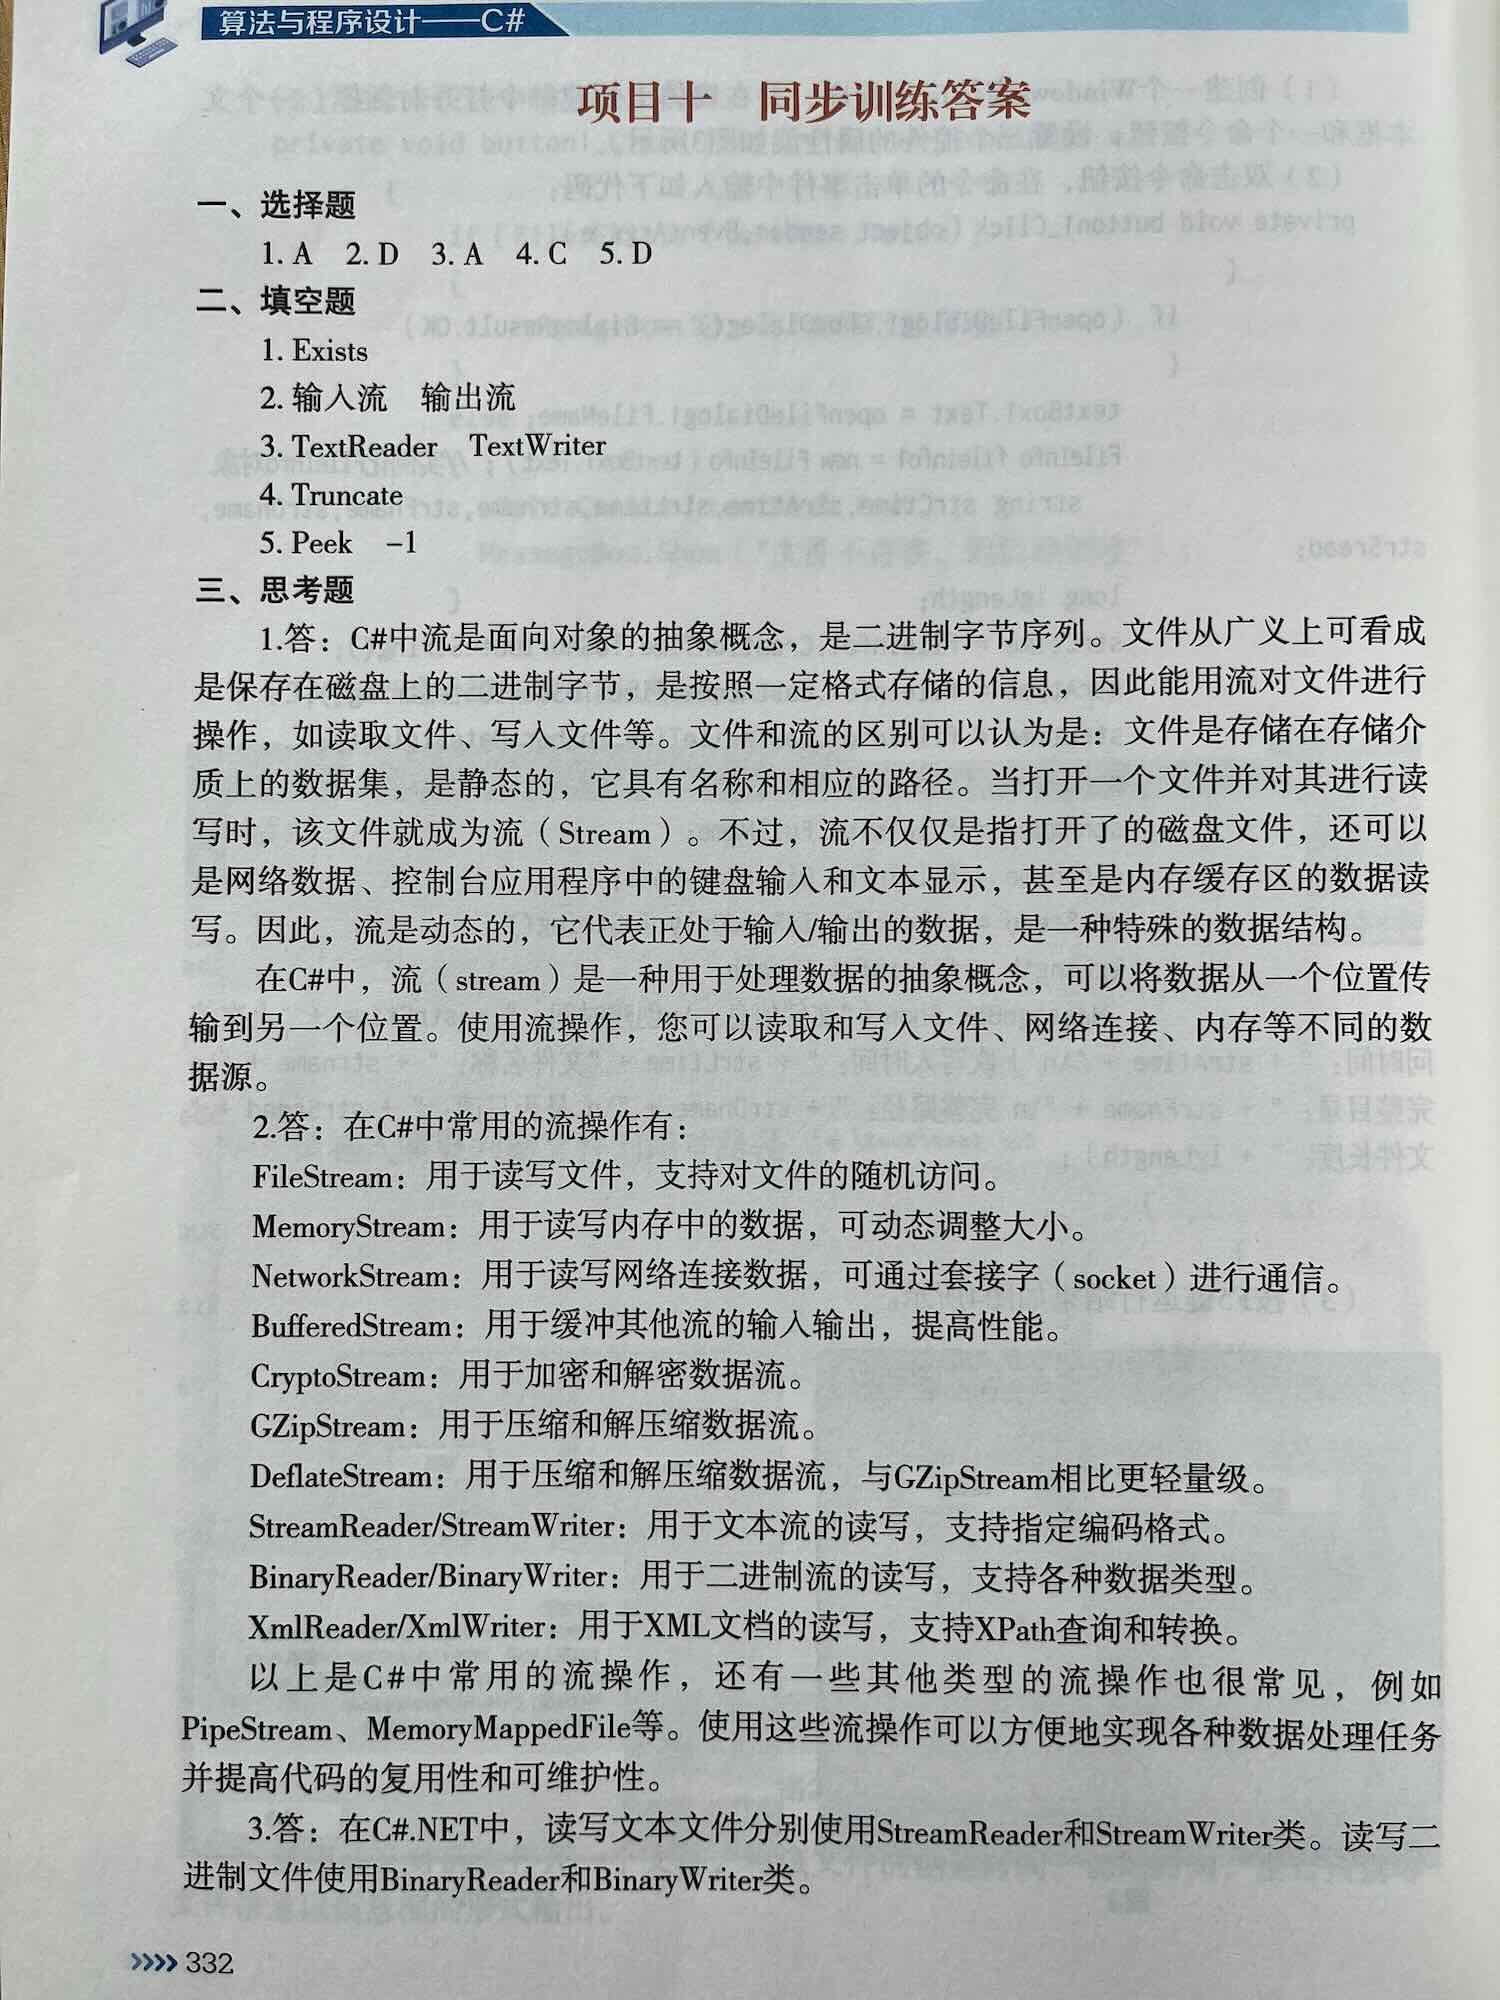 算法与程序设计——C#
项目十 同步训练答案
一、选择题
1. A 2. D 3. A 4. C 5. D
二、填空题
1. Exists
2. 输入流 输出流
3. TextReader TextWriter
4. Truncate
5. Peek -1
三、思考题
1.答：C#中流是面向对象的抽象概念，是二进制字节序列。文件从广义上可看成
是保存在磁盘上的二进制字节，是按照一定格式存储的信息，因此能用流对文件进行
操作，如读取文件、写入文件等。文件和流的区别可以认为是：文件是存储在存储介
质上的数据集，是静态的，它具有名称和相应的路径。当打开一个文件并对其进行读
写时，该文件就成为流（Stream）。不过，流不仅仅是指打开了的磁盘文件，还可以
是网络数据、控制台应用程序中的键盘输入和文本显示，甚至是内存缓存区的数据读
写。因此，流是动态的，它代表正处于输入/输出的数据，是一种特殊的数据结构。
在C#中，流（stream）是一种用于处理数据的抽象概念，可以将数据从一个位置传
输到另一个位置。使用流操作，您可以读取和写入文件、网络连接、内存等不同的数
据源。
2.答：在C#中常用的流操作有：
FileStream：用于读写文件，支持对文件的随机访问。
MemoryStream：用于读写内存中的数据，可动态调整大小。
NetworkStream：用于读写网络连接数据，可通过套接字（socket）进行通信。
BufferedStream：用于缓冲其他流的输入输出，提高性能。
CryptoStream：用于加密和解密数据流。
GZipStream：用于压缩和解压缩数据流。
DeflateStream：用于压缩和解压缩数据流，与GZipStream相比更轻量级。
StreamReader/StreamWriter：用于文本流的读写，支持指定编码格式。
BinaryReader/BinaryWriter：用于二进制流的读写，支持各种数据类型。
XmlReader/XmlWriter：用于XML文档的读写，支持XPath查询和转换。
以上是C#中常用的流操作，还有一些其他类型的流操作也很常见，例如
PipeStream、MemoryMappedFile等。使用这些流操作可以方便地实现各种数据处理任务
并提高代码的复用性和可维护性。
3.答：在C#.NET中，读写文本文件分别使用StreamReader和StreamWriter类。读写二
进制文件使用BinaryReader和BinaryWriter类。
332